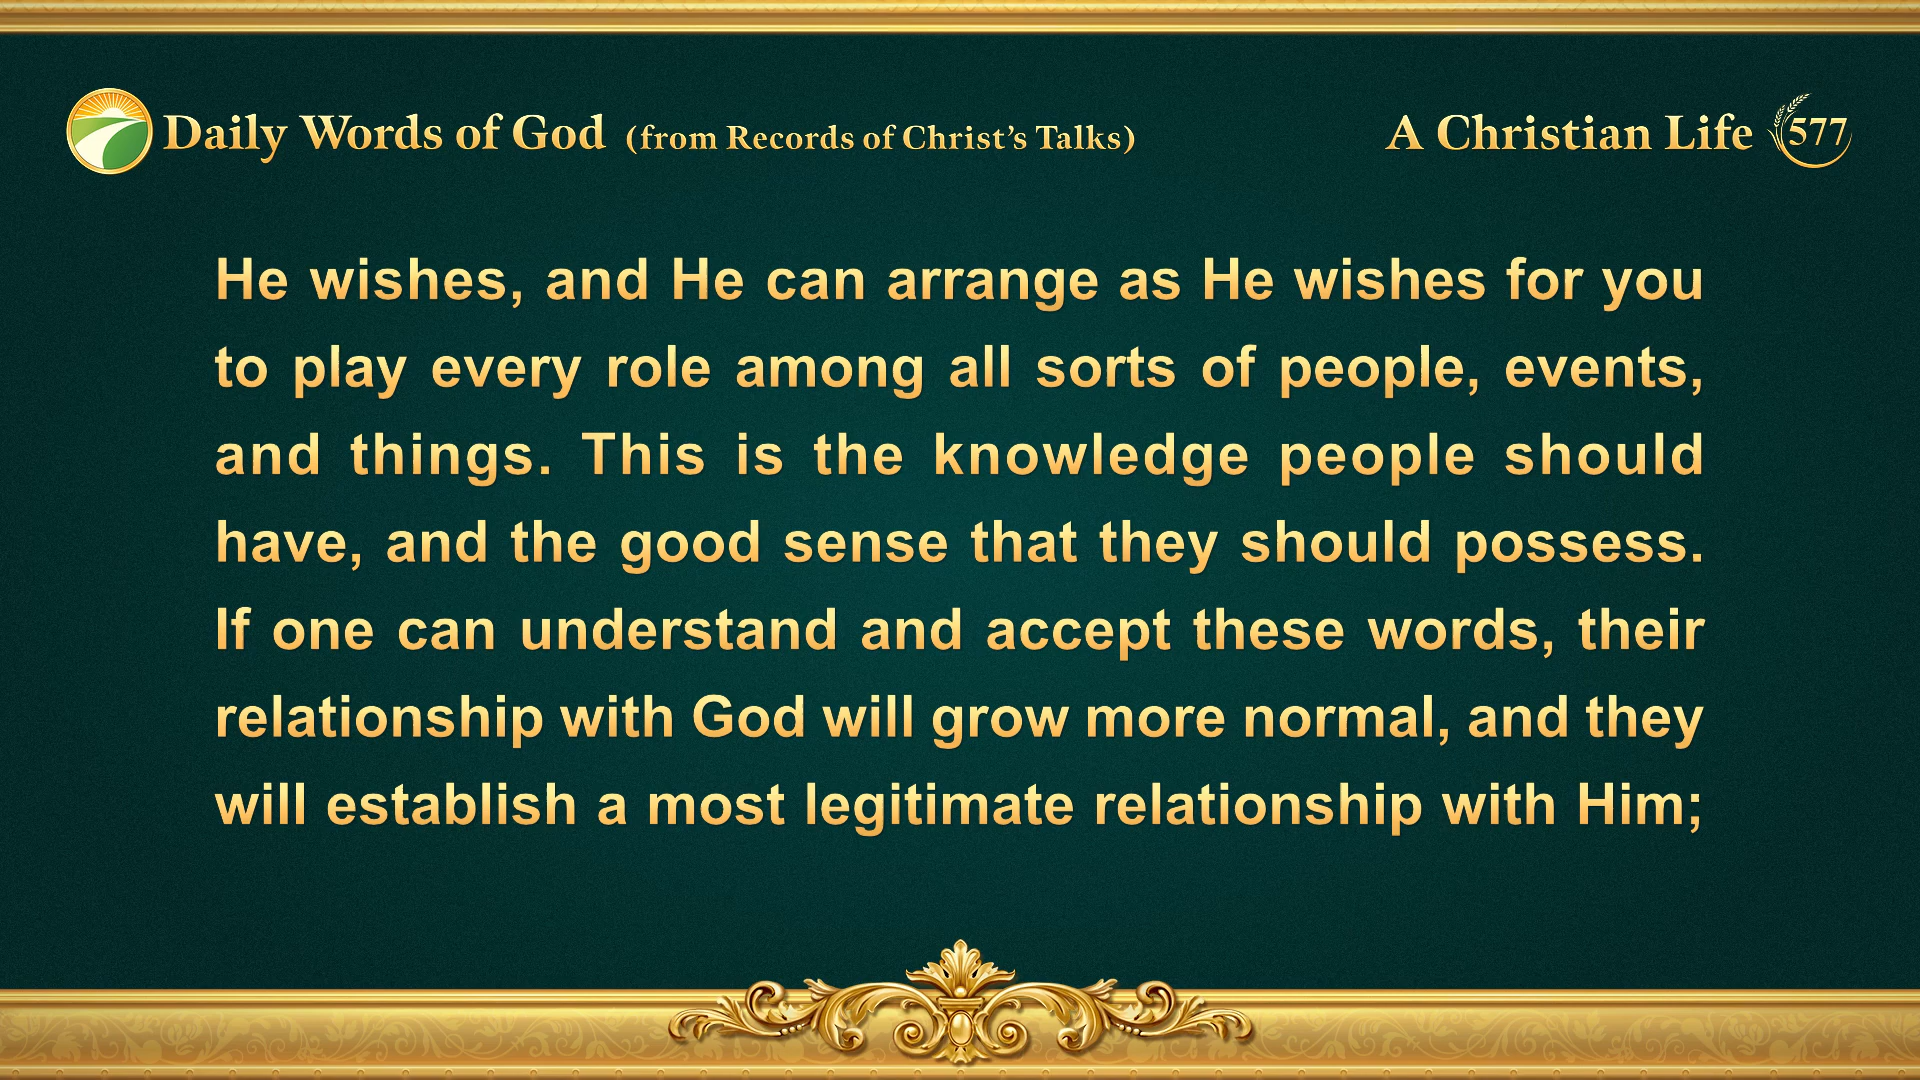 Daily Words of God (from Records of Christ's Talks)
A Christian Life 577
He wishes, and He can arrange as He wishes for you
to play every role among all sorts of people, events,
and things. This is the knowledge people should
have, and the good sense that they should possess.
If one can understand and accept these words, their
relationship with God will grow more normal, and they
will establish a most legitimate relationship with Him;